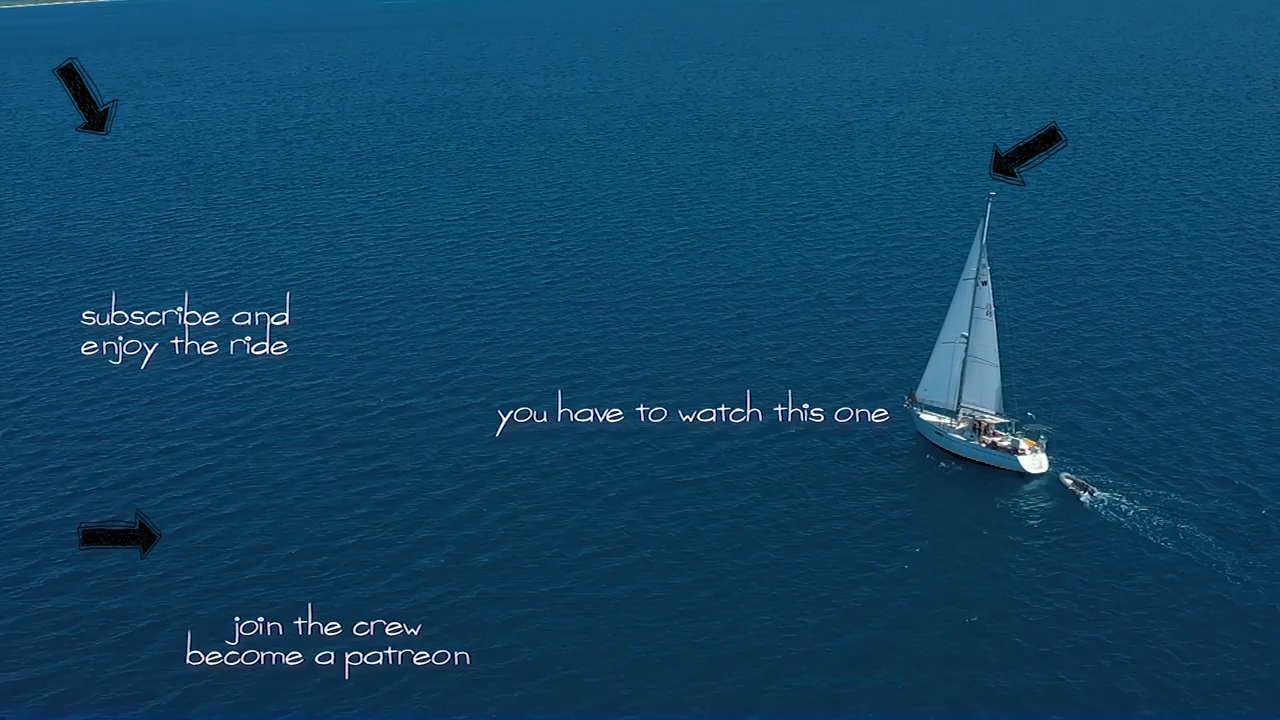 subscribe and
enjoy the ride
you have to watch this one
join the crew
become a patreon